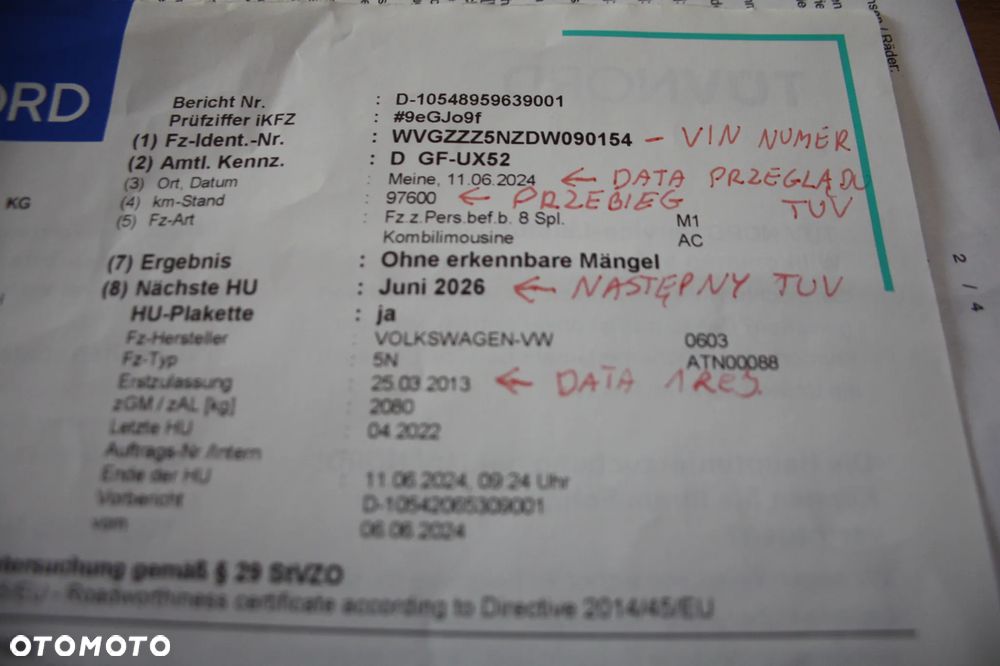 ORD
KG
nsen / Räder:
2 / 4
Bericht Nr. : D-10548959639001
Prüfziffer iKFZ : #9eGJo9f
(1) Fz-Ident.-Nr. : WVGZZZ5NZDW090154 – VIN NUMER
(2) Amtl. Kennz. : D GF-UX52
(3) Ort, Datum : Meine, 11.06.2024 ← DATA PRZEGLĄDU TUV
(4) km-Stand : 97600 ← PRZEBIEG
(5) Fz-Art : Fz.z.Pers.bef.b. 8 Spl. M1
Kombilimousine AC
(7) Ergebnis : Ohne erkennbare Mängel
(8) Nächste HU : Juni 2026 ← NASTĘPNY TUV
HU-Plakette : ja
Fz-Hersteller : VOLKSWAGEN-VW 0603
Fz-Typ : 5N ATN00088
Erstzulassung : 25.03.2013 ← DATA 1 REJ.
zGM / zAL [kg] : 2080
Letzte HU : 04.2022
Auftrags-Nr./Intern
Ende der HU : 11.06.2024, 09:24 Uhr
Vorbericht : D-10542065309001
vom : 06.06.2024
ntersuchung gemäß § 29 StVZO
- Roadworthiness certificate according to Directive 2014/45/EU
OTOMOTO